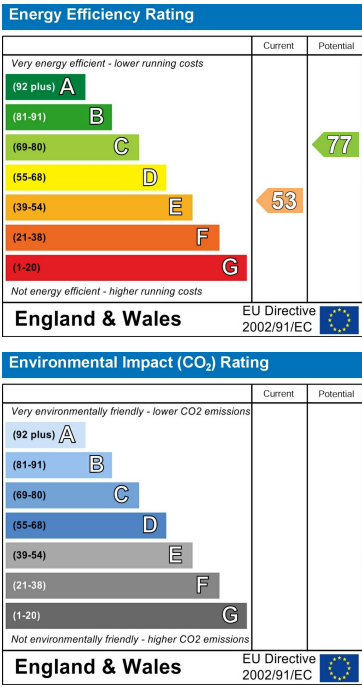 Energy Efficiency Rating
Current Potential
Very energy efficient - lower running costs
(92 plus) A
(81-91) B
(69-80) C
77
(55-68) D
(39-54) E
53
(21-38) F
(1-20) G
Not energy efficient - higher running costs
England & Wales
EU Directive
2002/91/EC
Environmental Impact (CO₂) Rating
Current Potential
Very environmentally friendly - lower CO2 emissions
(92 plus) A
(81-91) B
(69-80) C
(55-68) D
(39-54) E
(21-38) F
(1-20) G
Not environmentally friendly - higher CO2 emissions
England & Wales
EU Directive
2002/91/EC